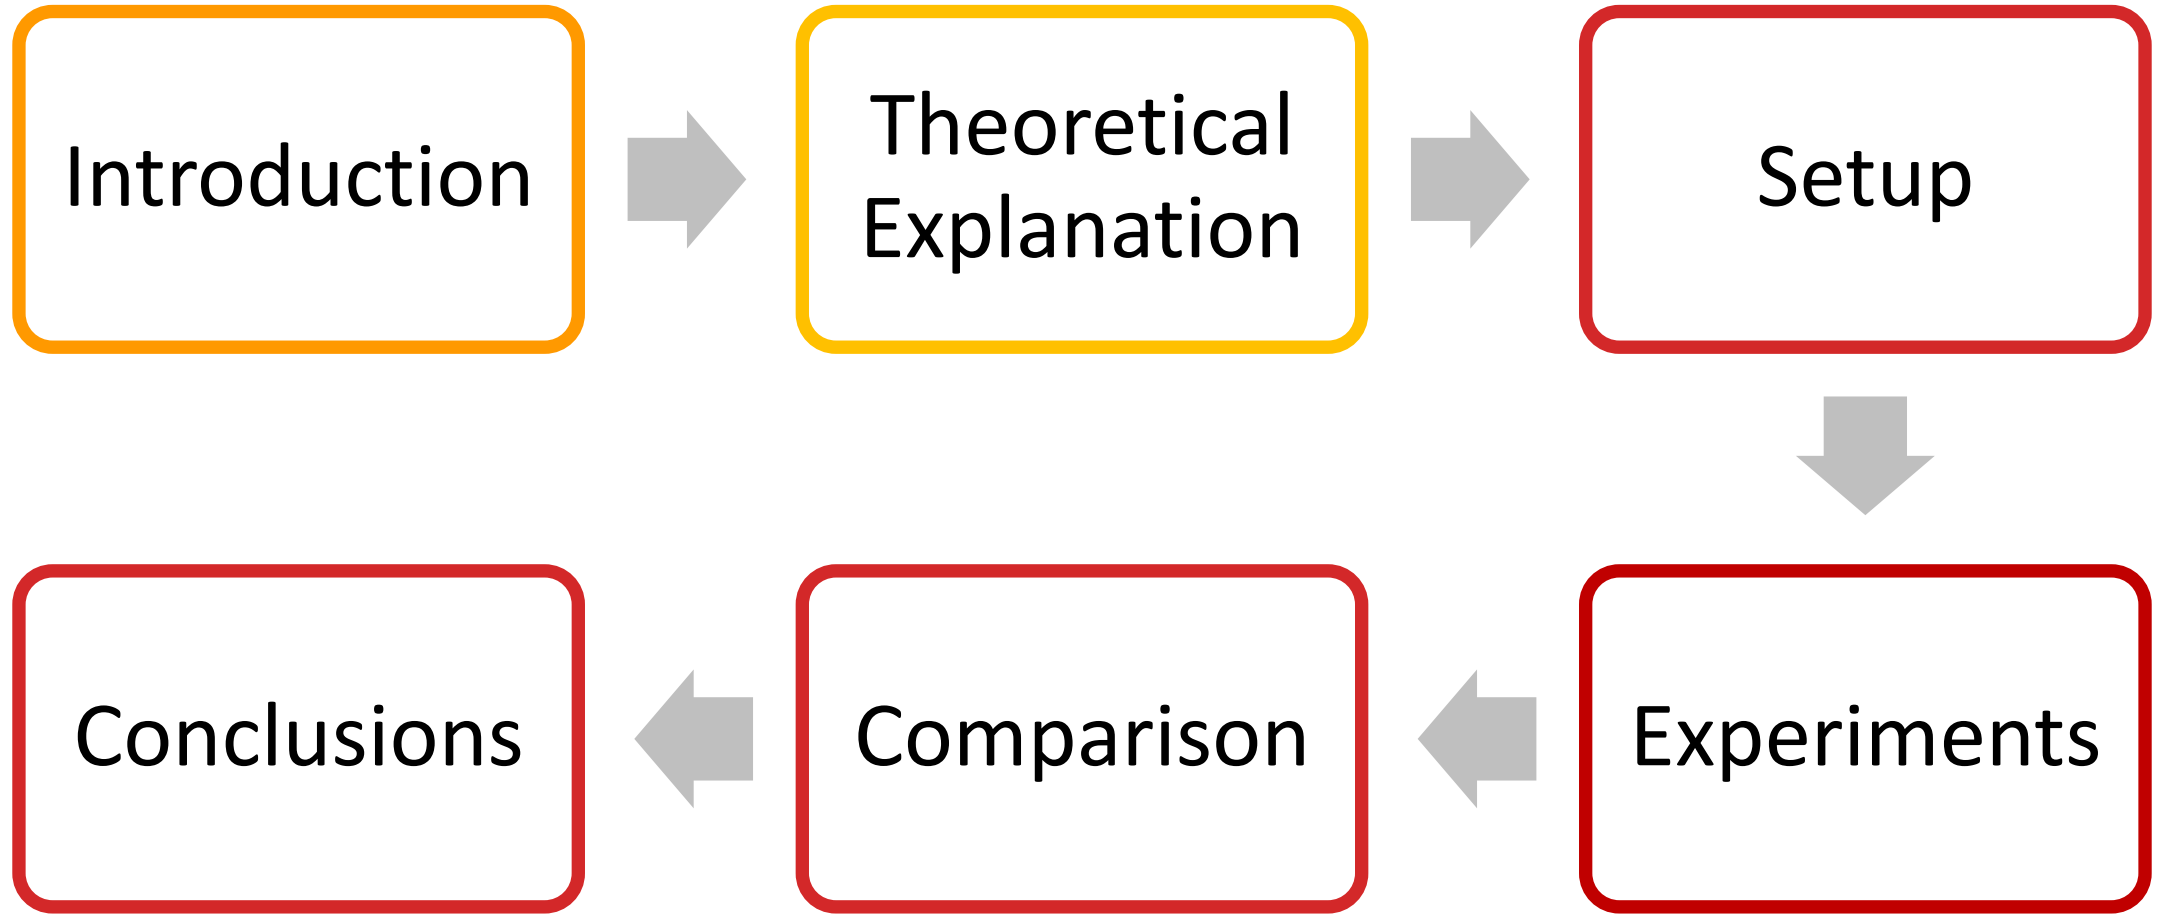 Introduction
Theoretical
Explanation
Setup
Experiments
Comparison
Conclusions